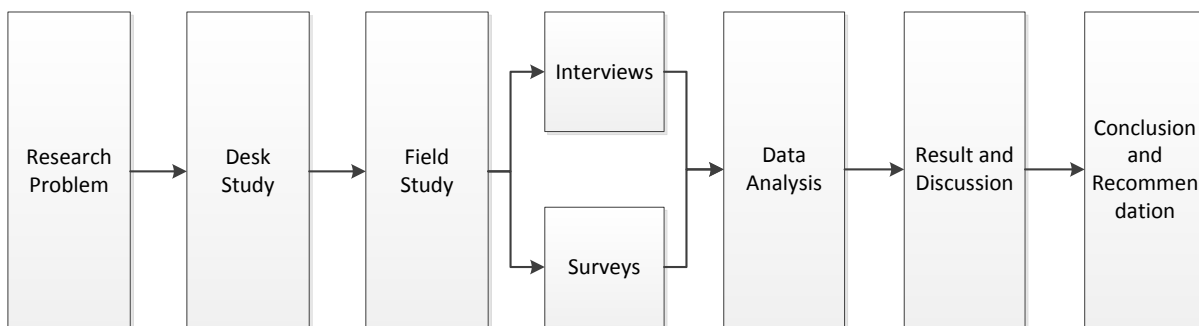 Research
Problem
Desk
Study
Field
Study
Interviews
Surveys
Data
Analysis
Result and
Discussion
Conclusion
and
Recommen
dation